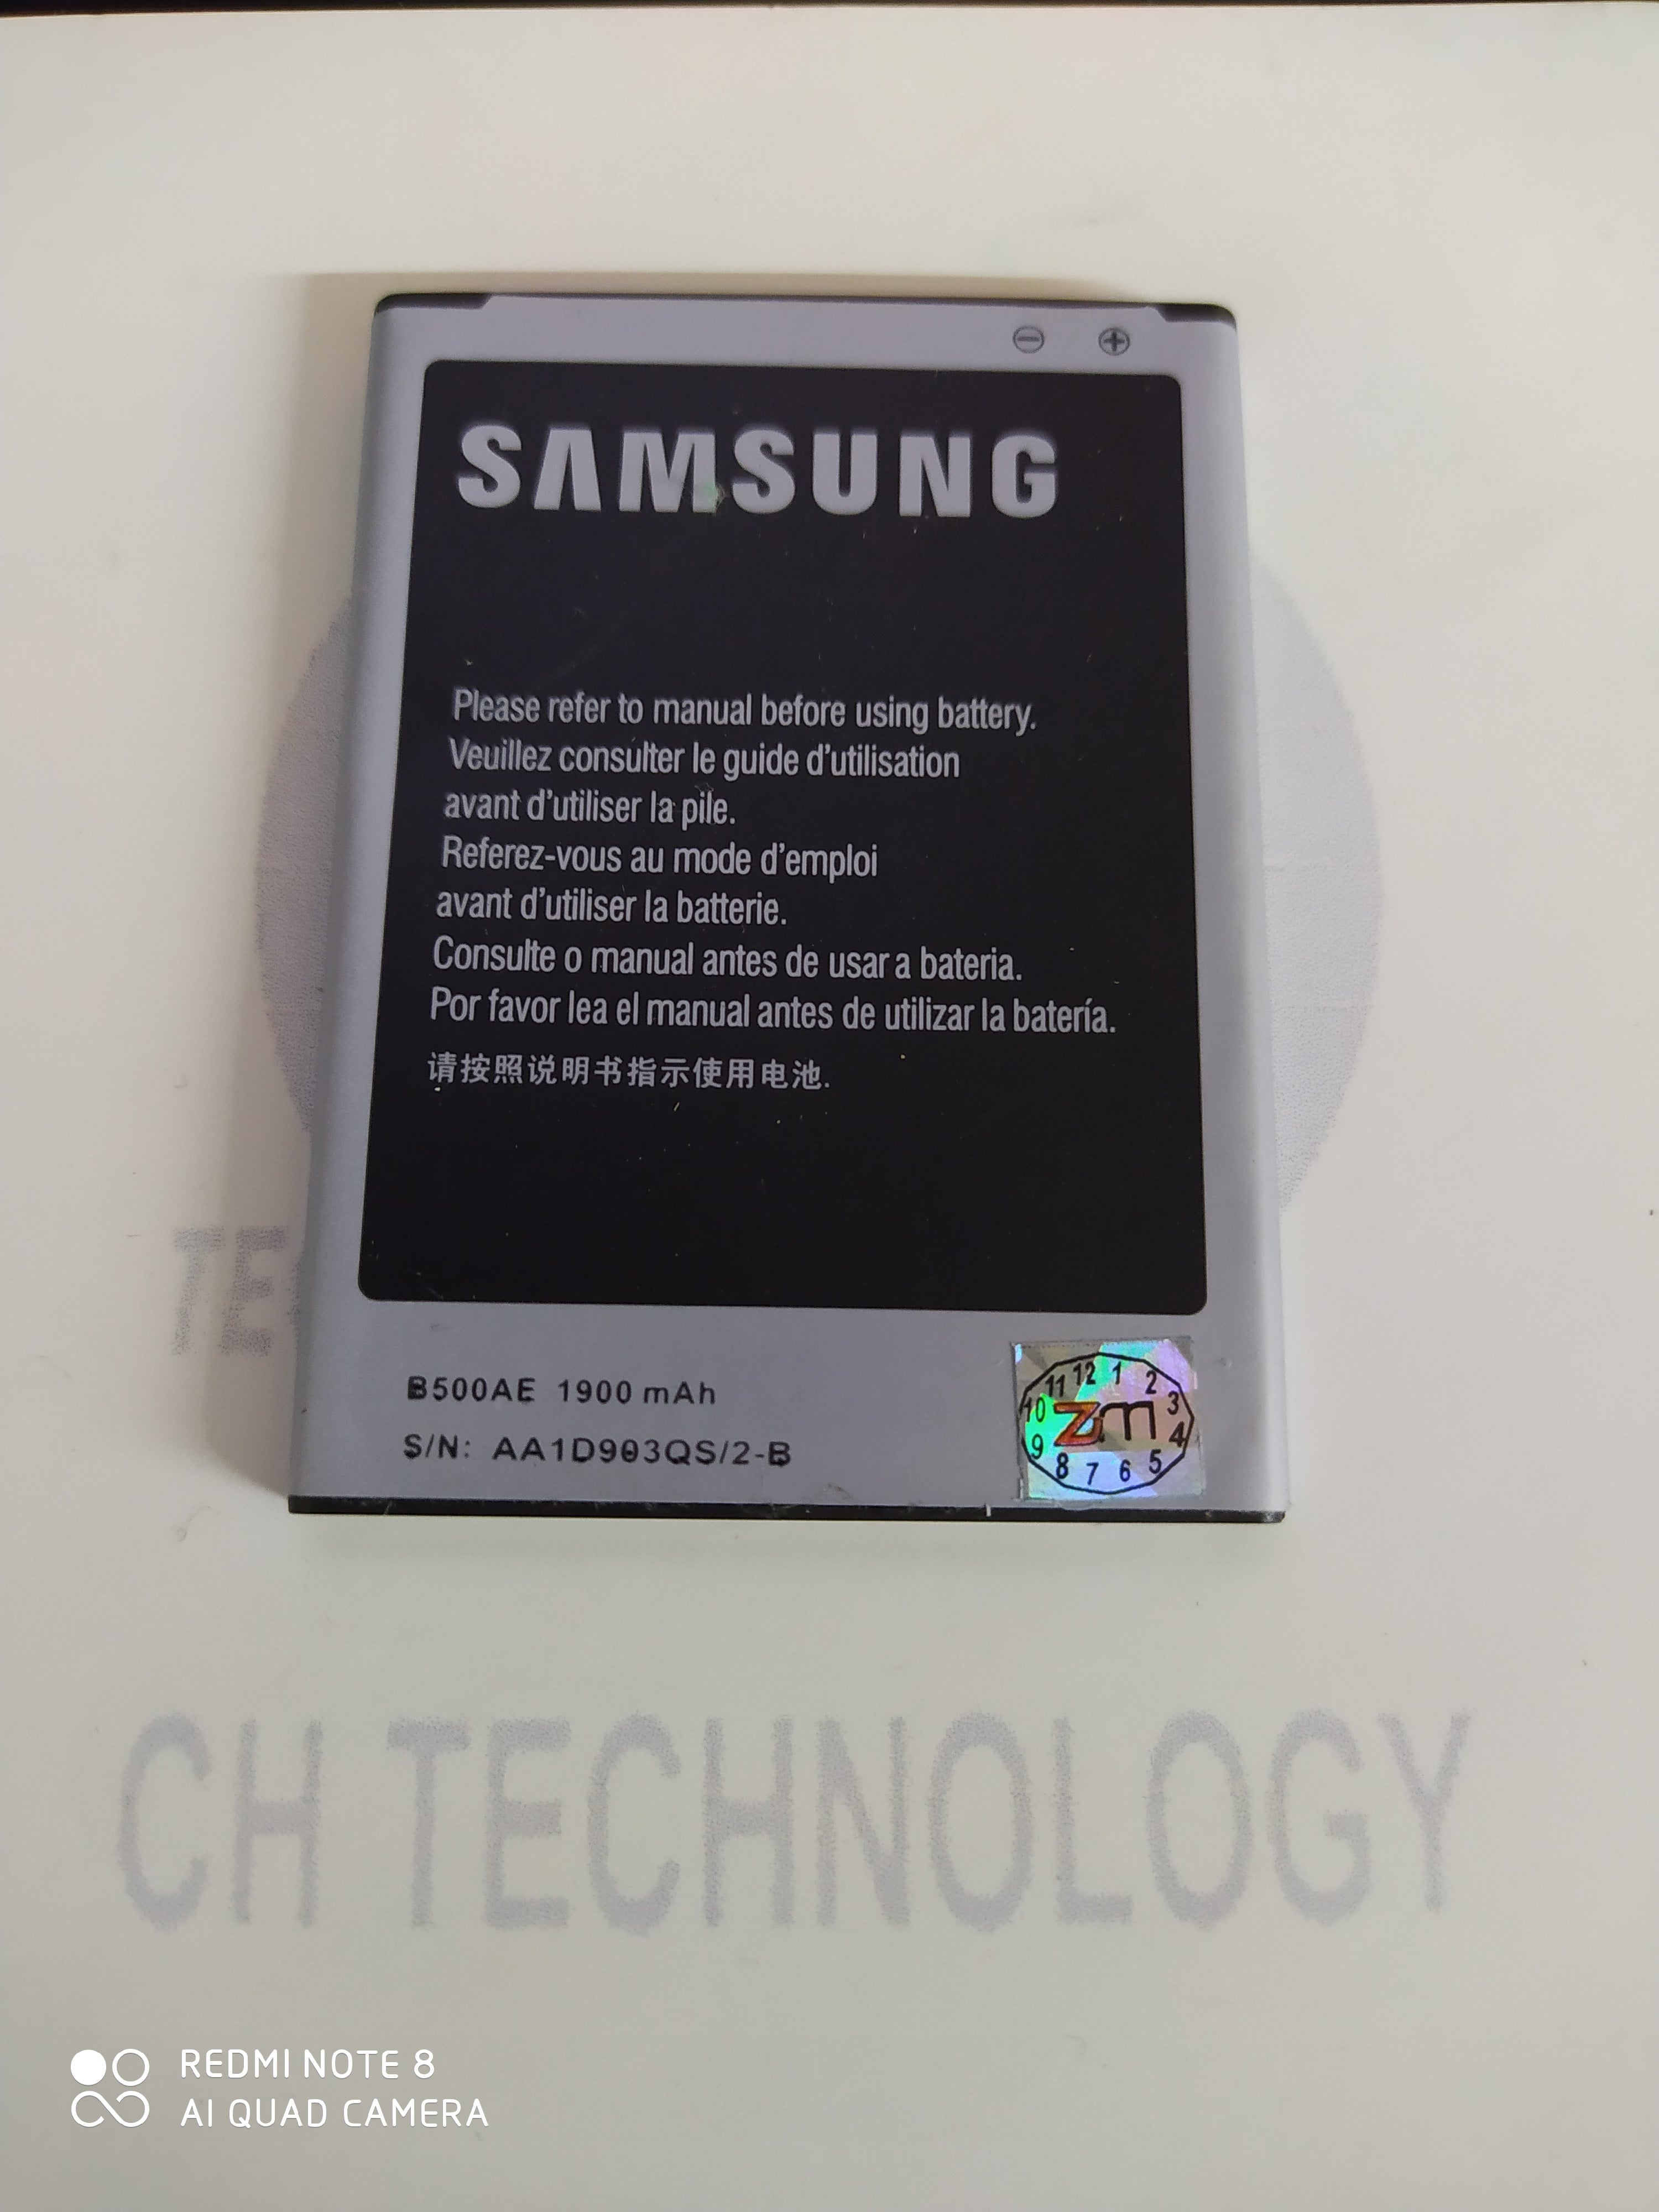 SAMSUNG
Please refer to manual before using battery.
Veuillez consulter le guide d'utilisation
avant d'utiliser la pile.
Referez-vous au mode d'emploi
avant d'utiliser la batterie.
Consulte o manual antes de usar a bateria.
Por favor lea el manual antes de utilizar la batería.
请按照说明书指示使用电池.
B500AE 1900 mAh
S/N: AA1D903QS/2-B
12 1 2 3 4 5 6 7 8 9 10 11
zm
TE
CH TECHNOLOGY
REDMI NOTE 8
AI QUAD CAMERA